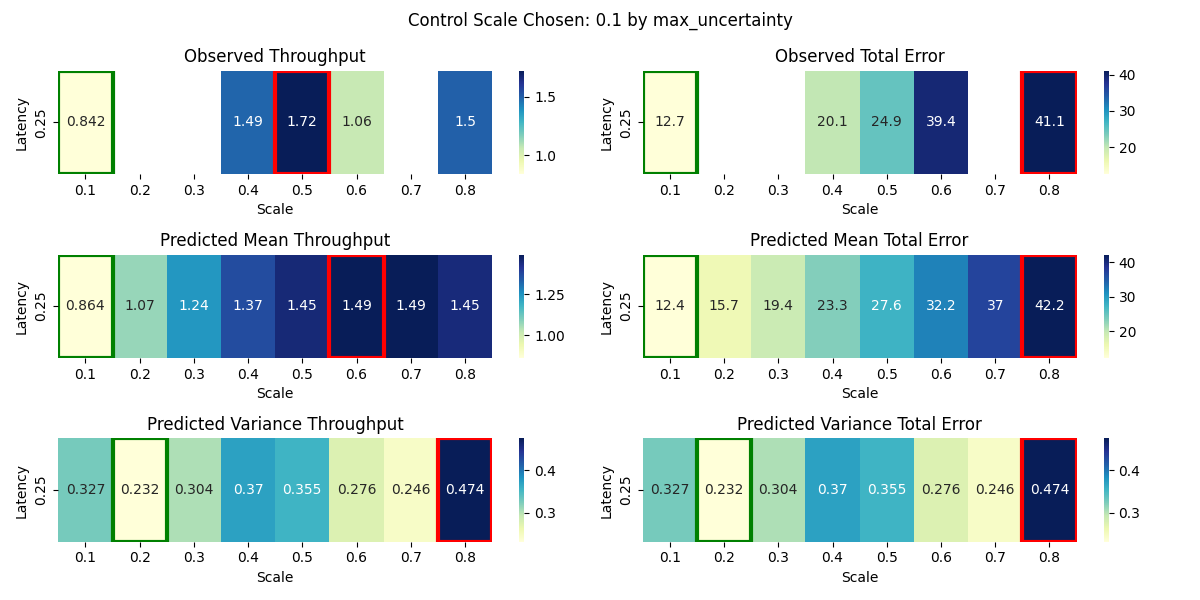 Control Scale Chosen: 0.1 by max_uncertainty
Observed Throughput
Latency
0.25
0.842 1.49 1.72 1.06 1.5
0.1 0.2 0.3 0.4 0.5 0.6 0.7 0.8
Scale
1.5
1.0
Observed Total Error
Latency
0.25
12.7 20.1 24.9 39.4 41.1
0.1 0.2 0.3 0.4 0.5 0.6 0.7 0.8
Scale
40
30
20
Predicted Mean Throughput
Latency
0.25
0.864 1.07 1.24 1.37 1.45 1.49 1.49 1.45
0.1 0.2 0.3 0.4 0.5 0.6 0.7 0.8
Scale
1.25
1.00
Predicted Mean Total Error
Latency
0.25
12.4 15.7 19.4 23.3 27.6 32.2 37 42.2
0.1 0.2 0.3 0.4 0.5 0.6 0.7 0.8
Scale
40
30
20
Predicted Variance Throughput
Latency
0.25
0.327 0.232 0.304 0.37 0.355 0.276 0.246 0.474
0.1 0.2 0.3 0.4 0.5 0.6 0.7 0.8
Scale
0.4
0.3
Predicted Variance Total Error
Latency
0.25
0.327 0.232 0.304 0.37 0.355 0.276 0.246 0.474
0.1 0.2 0.3 0.4 0.5 0.6 0.7 0.8
Scale
0.4
0.3